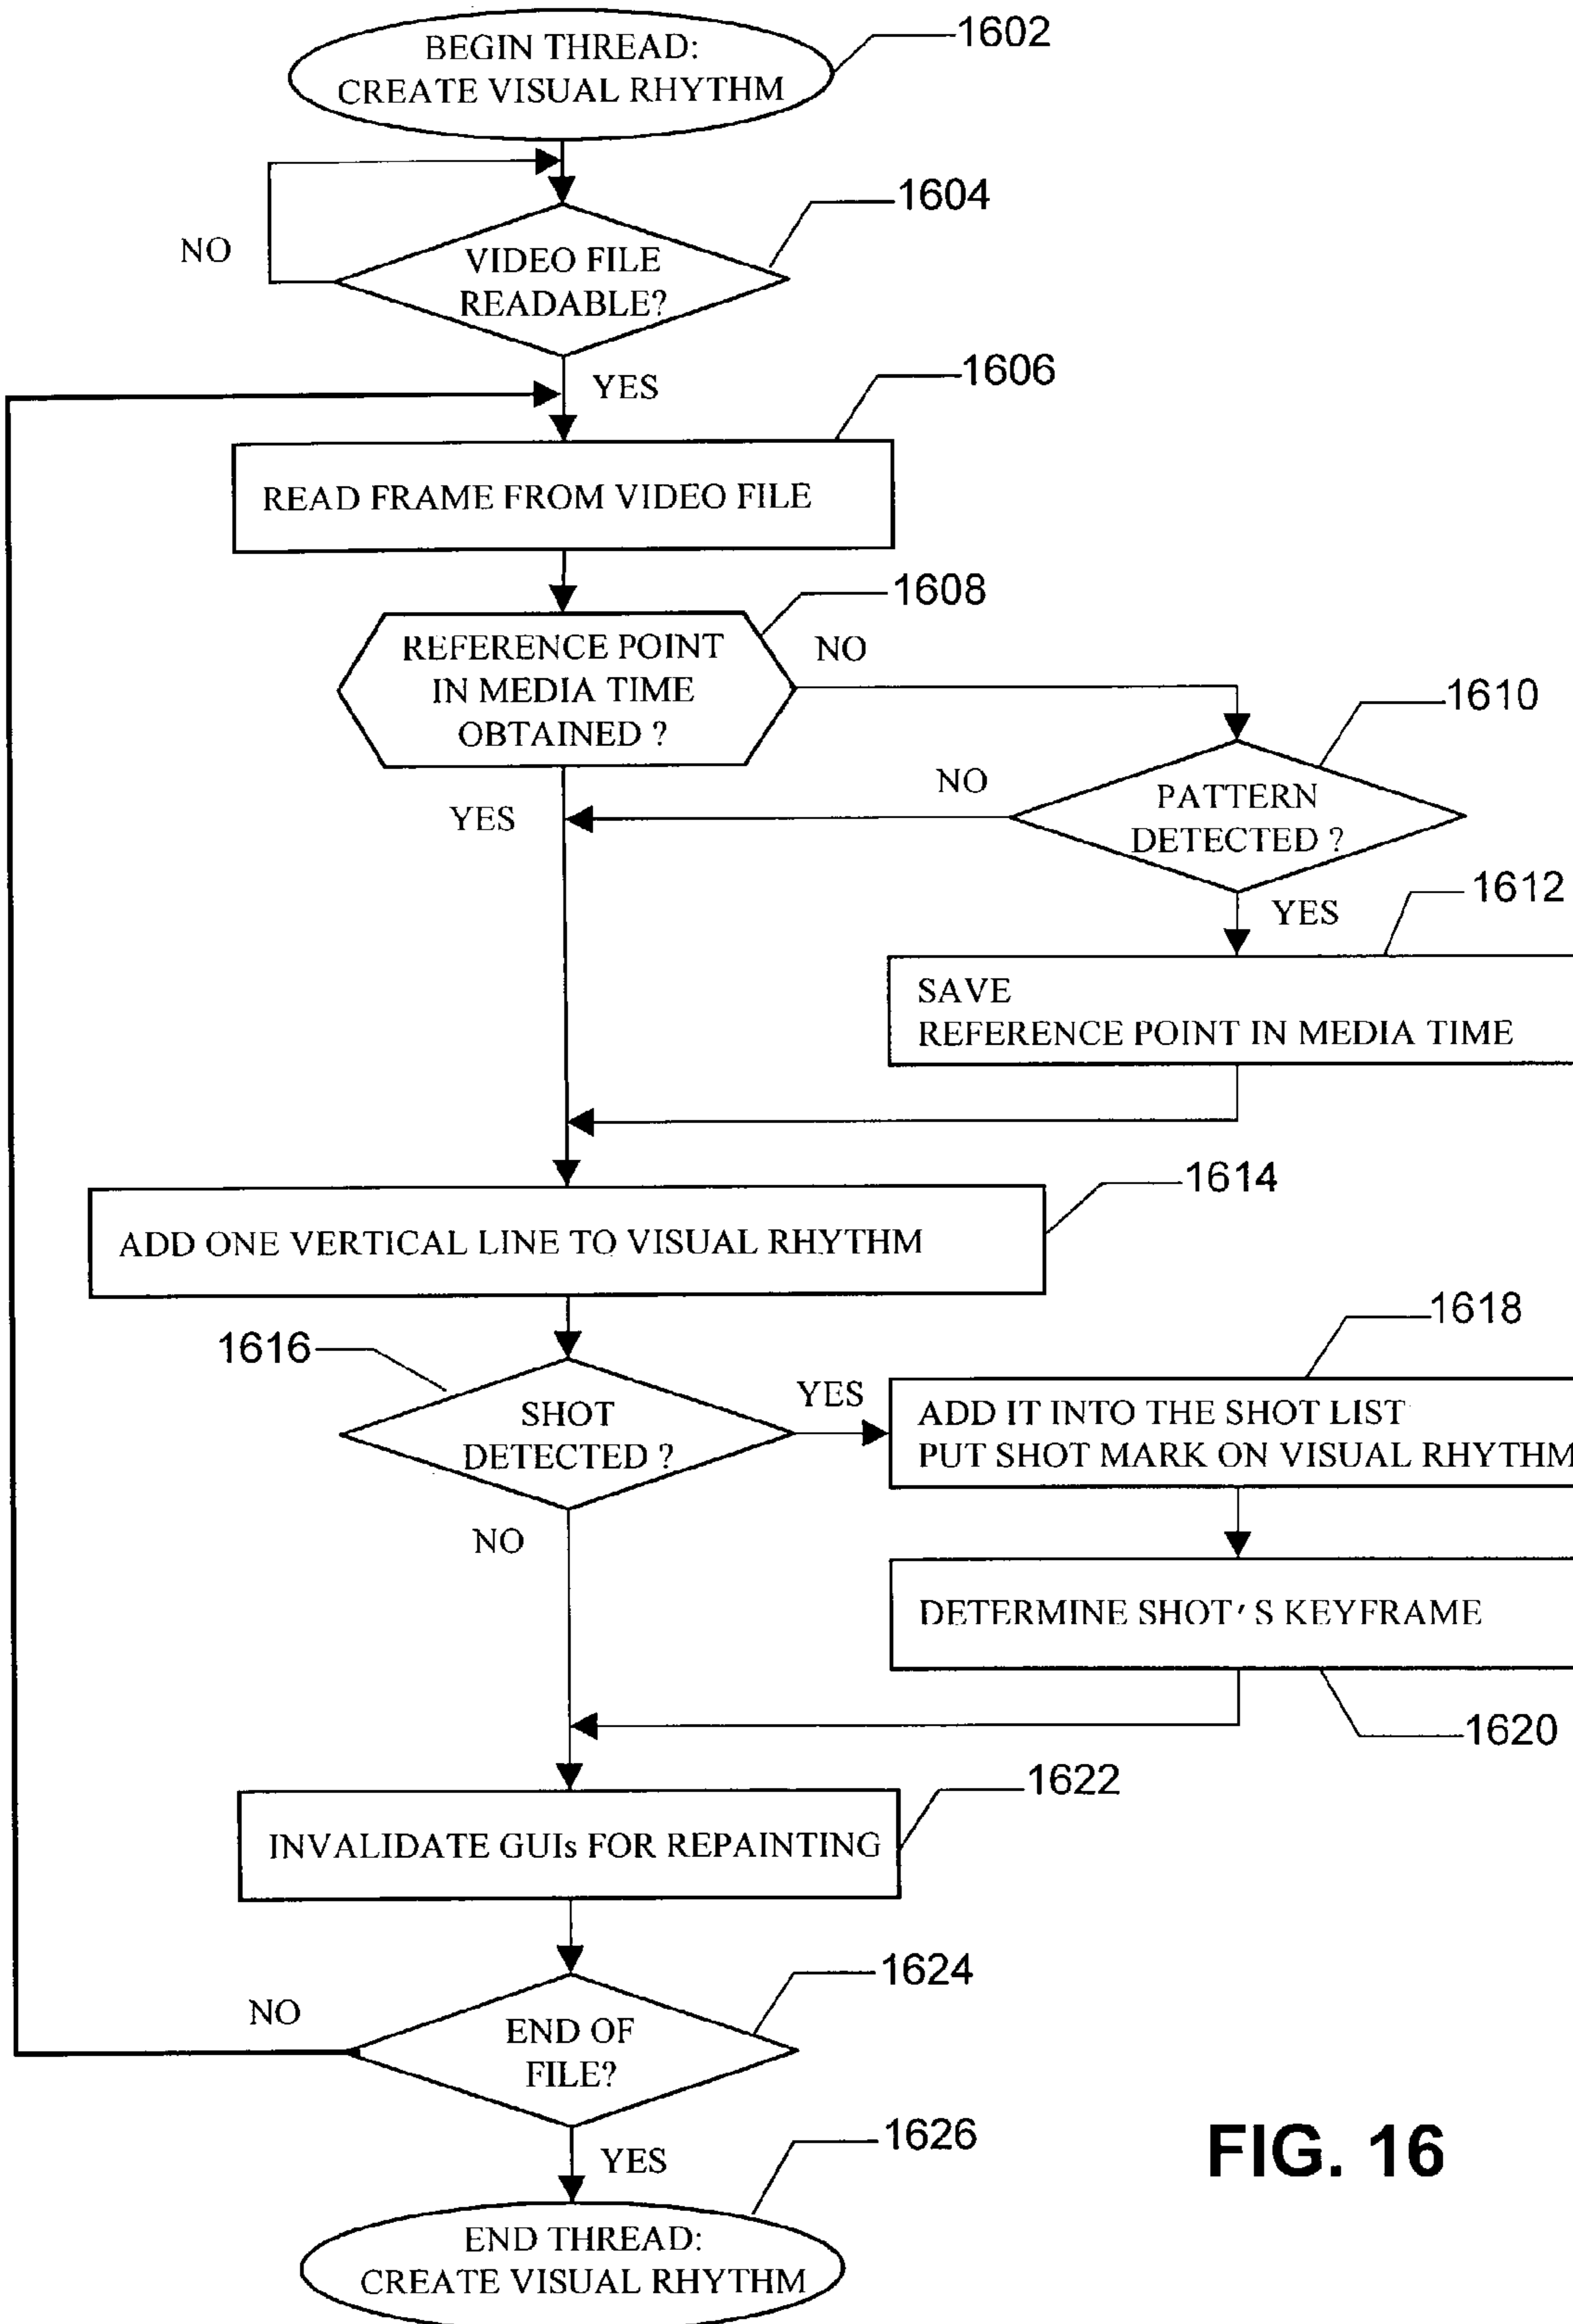 BEGIN THREAD:
CREATE VISUAL RHYTHM
1602
1604
NO
VIDEO FILE
READABLE?
YES
1606
READ FRAME FROM VIDEO FILE
1608
REFERENCE POINT
IN MEDIA TIME
OBTAINED ?
NO
1610
YES
NO
PATTERN
DETECTED ?
YES
1612
SAVE
REFERENCE POINT IN MEDIA TIME
1614
ADD ONE VERTICAL LINE TO VISUAL RHYTHM
1616
SHOT
DETECTED ?
YES
1618
ADD IT INTO THE SHOT LIST
PUT SHOT MARK ON VISUAL RHYTHM
NO
DETERMINE SHOT'S KEYFRAME
1620
1622
INVALIDATE GUIs FOR REPAINTING
1624
NO
END OF
FILE?
YES
1626
END THREAD:
CREATE VISUAL RHYTHM
FIG. 16